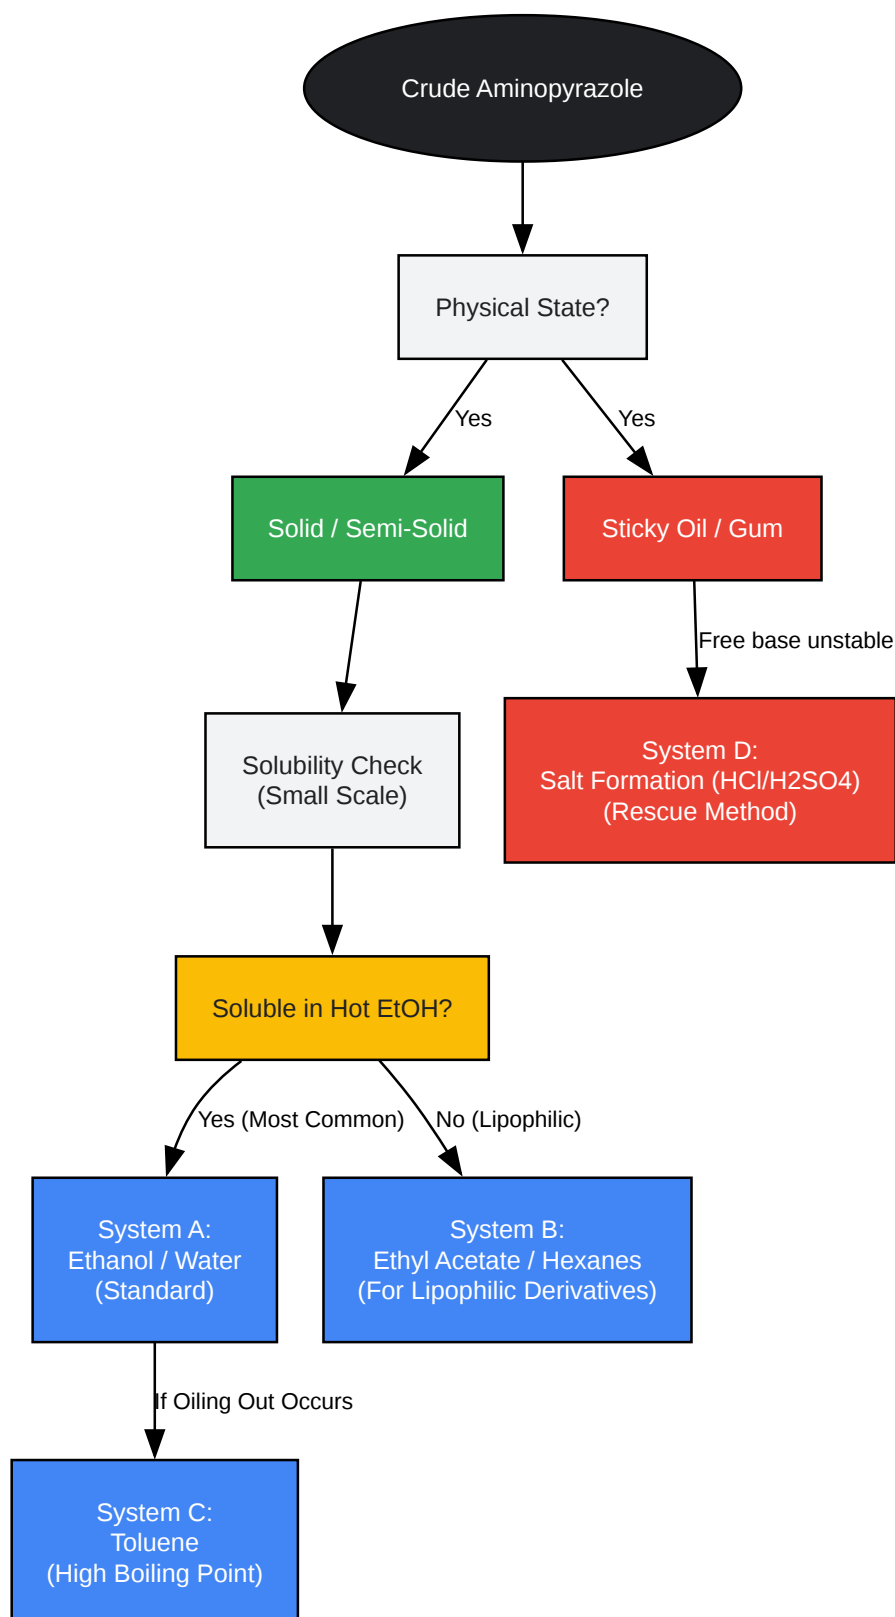 Crude Aminopyrazole
Physical State?
Yes
Yes
Solid / Semi-Solid
Sticky Oil / Gum
Free base unstable
Solubility Check
(Small Scale)
System D:
Salt Formation (HCl/H2SO4)
(Rescue Method)
Soluble in Hot EtOH?
Yes (Most Common)
No (Lipophilic)
System A:
Ethanol / Water
(Standard)
System B:
Ethyl Acetate / Hexanes
(For Lipophilic Derivatives)
If Oiling Out Occurs
System C:
Toluene
(High Boiling Point)